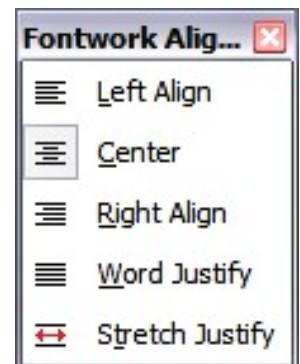 Fontwork Alig...
Left Align
Center
Right Align
Word Justify
Stretch Justify